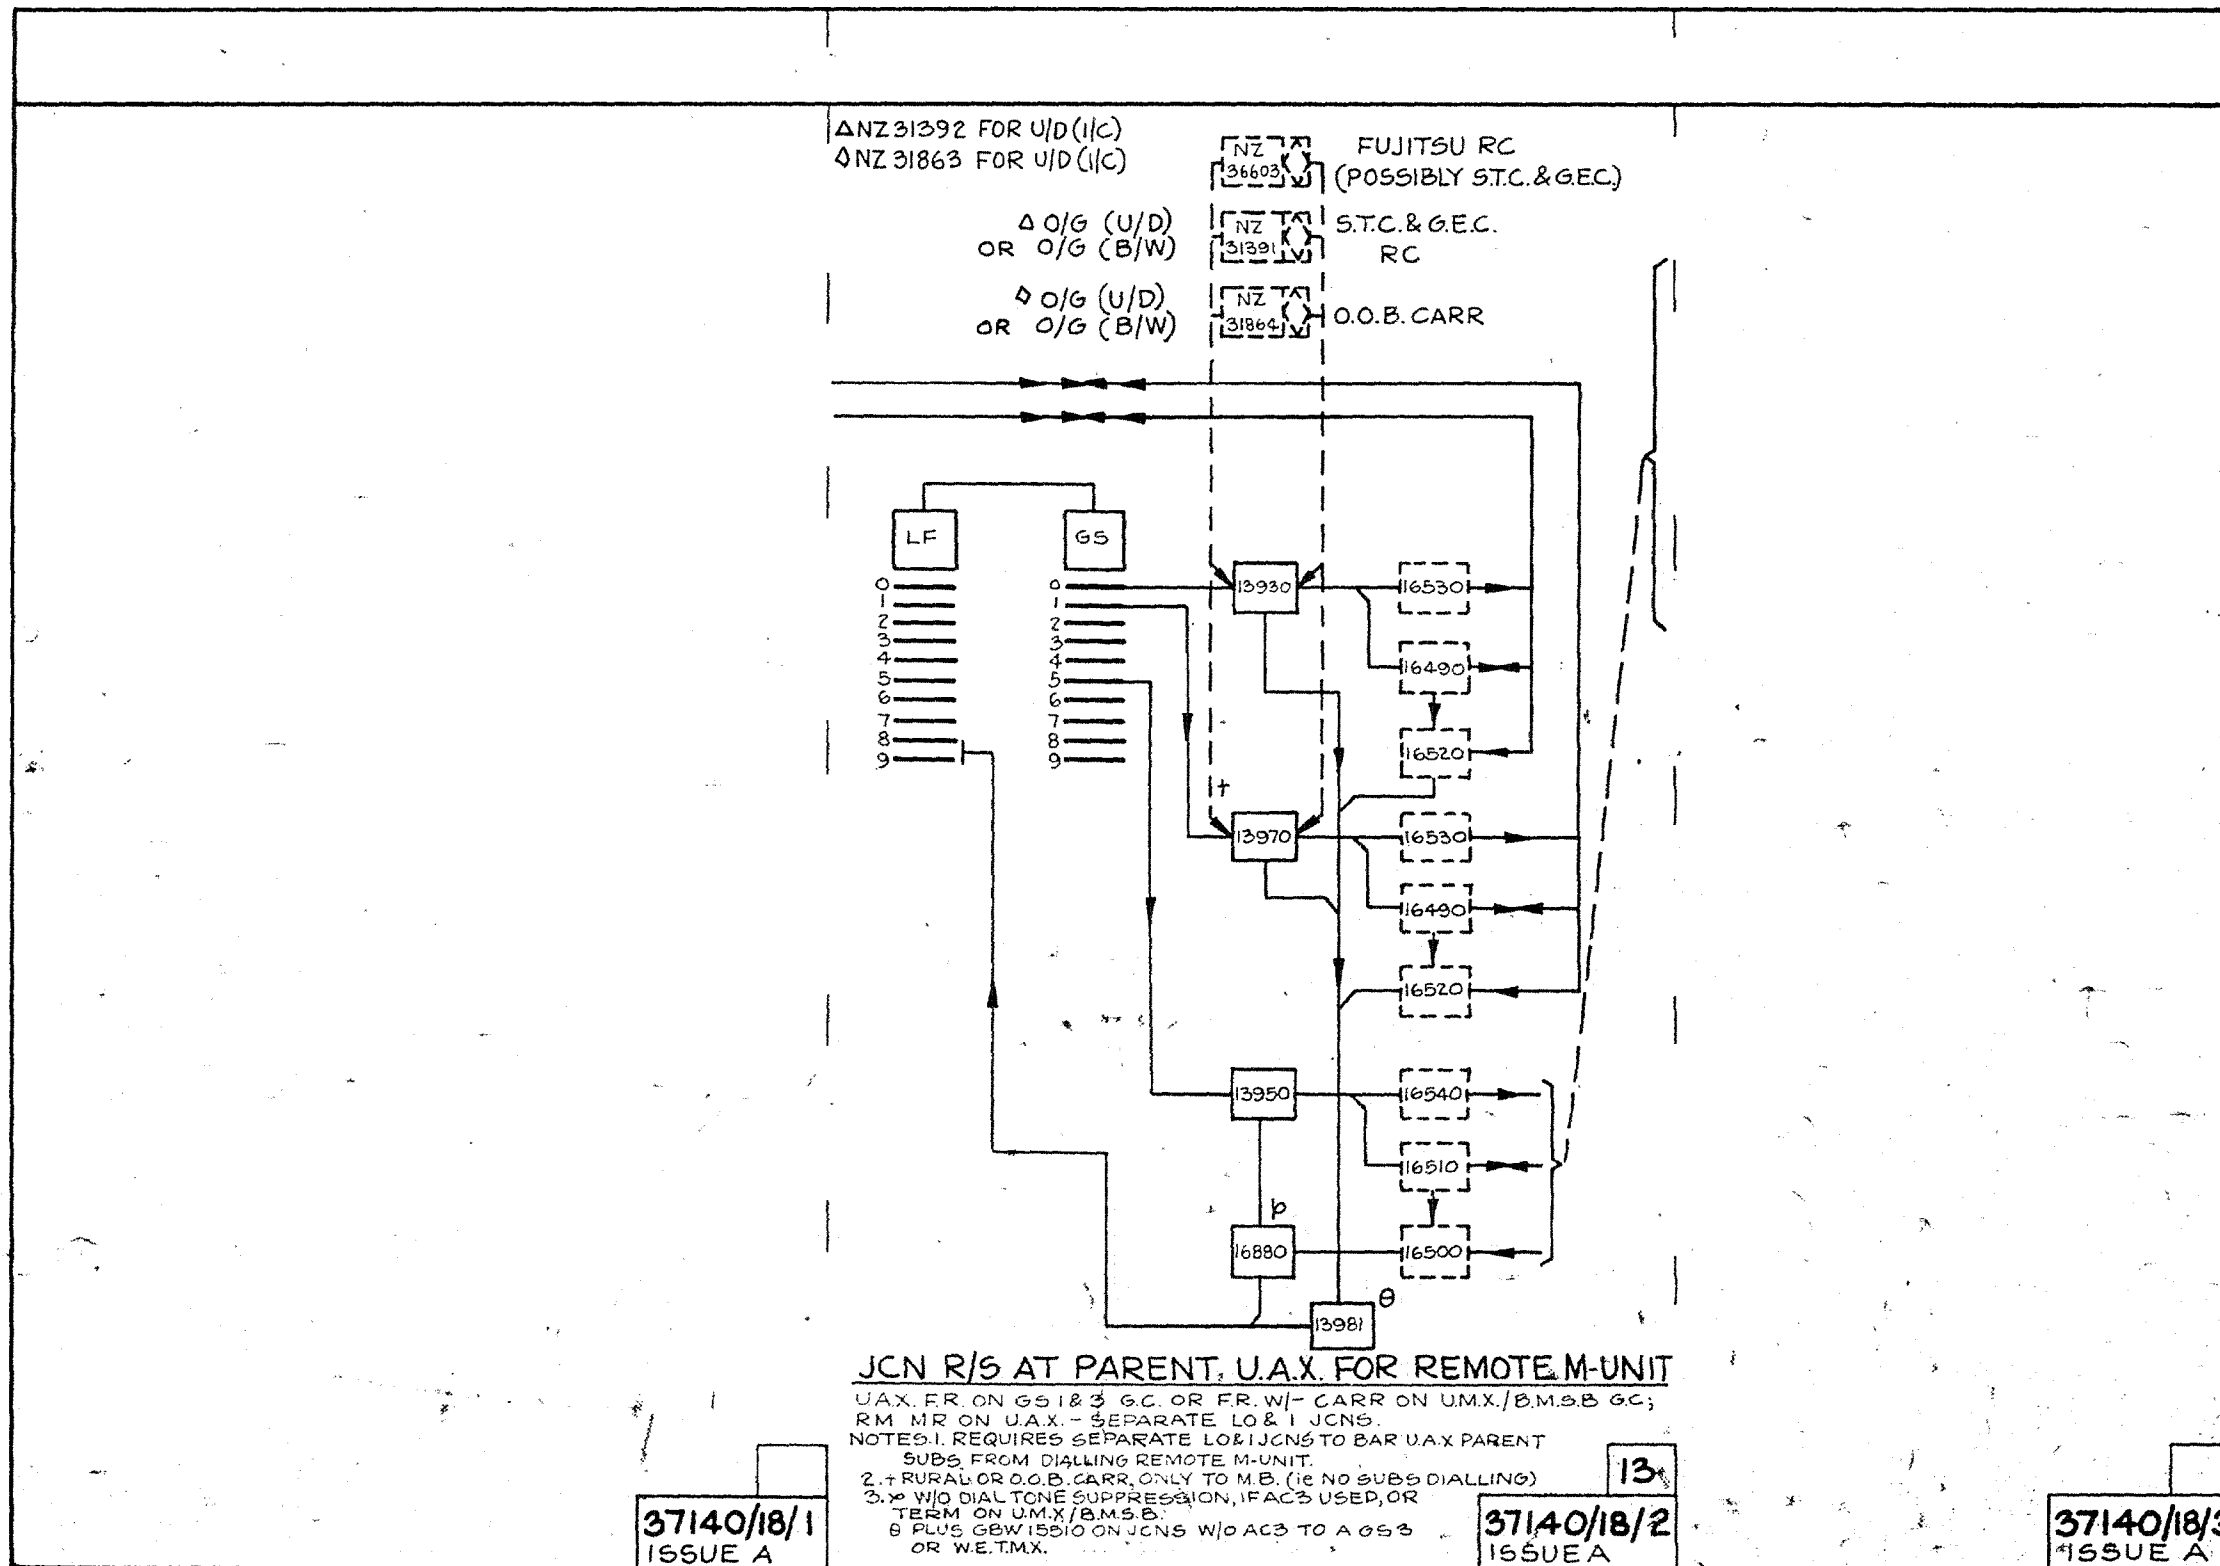 ΔNZ31392 FOR U/D(I/C)
◊NZ31863 FOR U/D(I/C)
NZ
36603
FUJITSU RC
(POSSIBLY S.T.C.&G.E.C.)
Δ O/G (U/D)
OR O/G (B/W)
NZ
31391
S.T.C.& G.E.C.
RC
◊ O/G (U/D)
OR O/G (B/W)
NZ
31864
O.O.B. CARR
LF
GS
0
1
2
3
4
5
6
7
8
9
0
1
2
3
4
5
6
7
8
9
13930
16530
16490
16520
†
13970
16530
16490
16520
13950
16540
16510
16880
16500
θ
13981
JCN R/S AT PARENT U.A.X. FOR REMOTE M-UNIT
U.A.X. F.R. ON GS 1 & 3 G.C. OR F.R. W/- CARR ON U.M.X./B.M.S.B G.C;
RM MR ON U.A.X. - SEPARATE LO & I JCNS.
NOTES.1. REQUIRES SEPARATE LO&IJCNS TO BAR U.A.X PARENT
SUBS FROM DIALLING REMOTE M-UNIT.
2.† RURAL OR O.O.B. CARR, ONLY TO M.B. (ie NO SUBS DIALLING)
3. W/O DIAL TONE SUPPRESSION, IF AC3 USED, OR
TERM ON U.M.X/B.M.S.B.
θ PLUS GBW 15510 ON JCNS W/O AC3 TO A GS3
OR W.E.T.M.X.
13
37140/18/1
ISSUE A
37140/18/2
ISSUE A
37140/18/3
ISSUE A